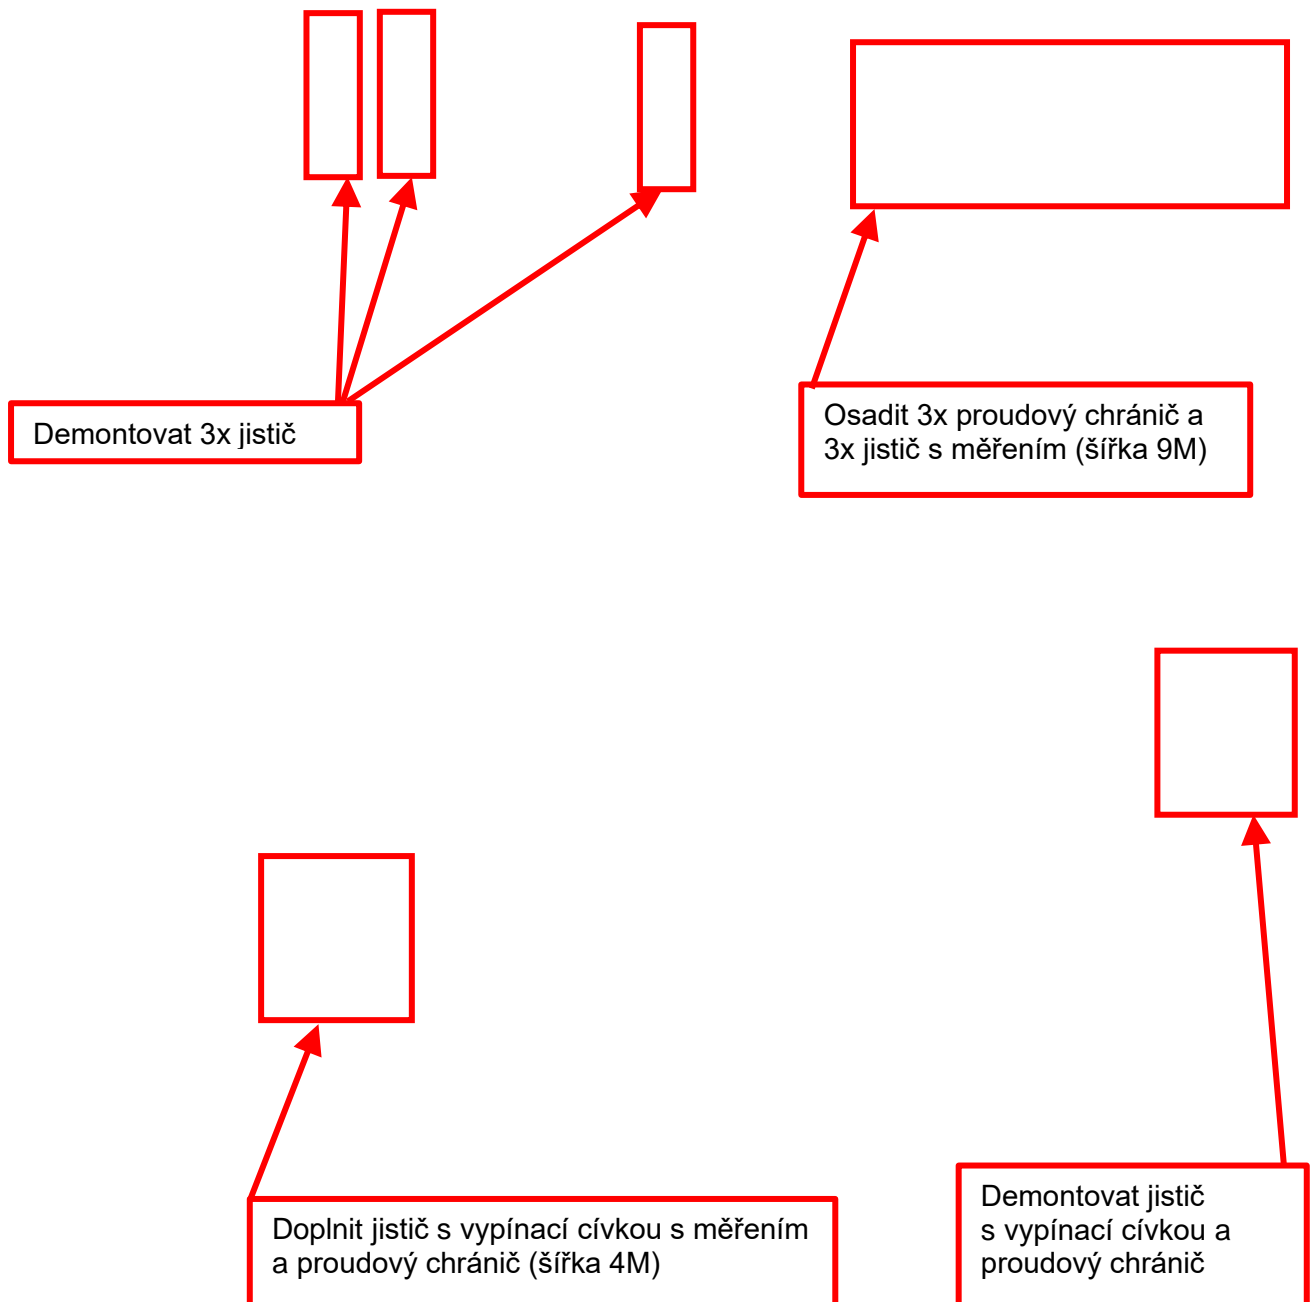 Demontovat 3x jistič
Osadit 3x proudový chránič a
3x jistič s měřením (šířka 9M)
Doplnit jistič s vypínací cívkou s měřením
a proudový chránič (šířka 4M)
Demontovat jistič
s vypínací cívkou a
proudový chránič